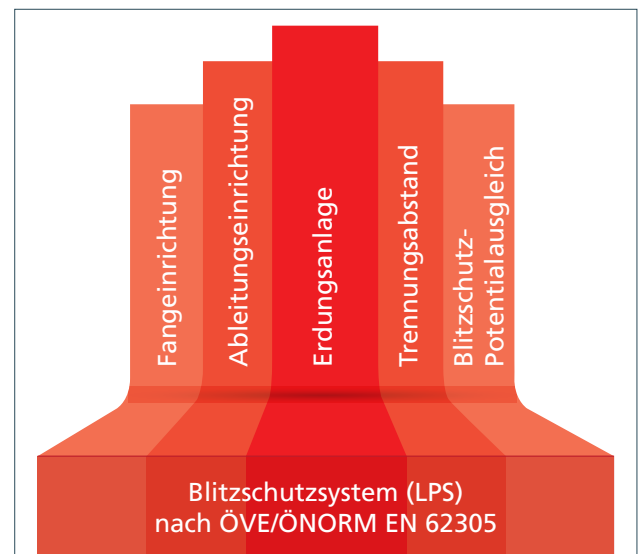 Fangeinrichtung
Ableitungseinrichtung
Erdungsanlage
Trennungsabstand
Blitzschutz-
Potentialausgleich
Blitzschutzsystem (LPS)
nach ÖVE/ÖNORM EN 62305